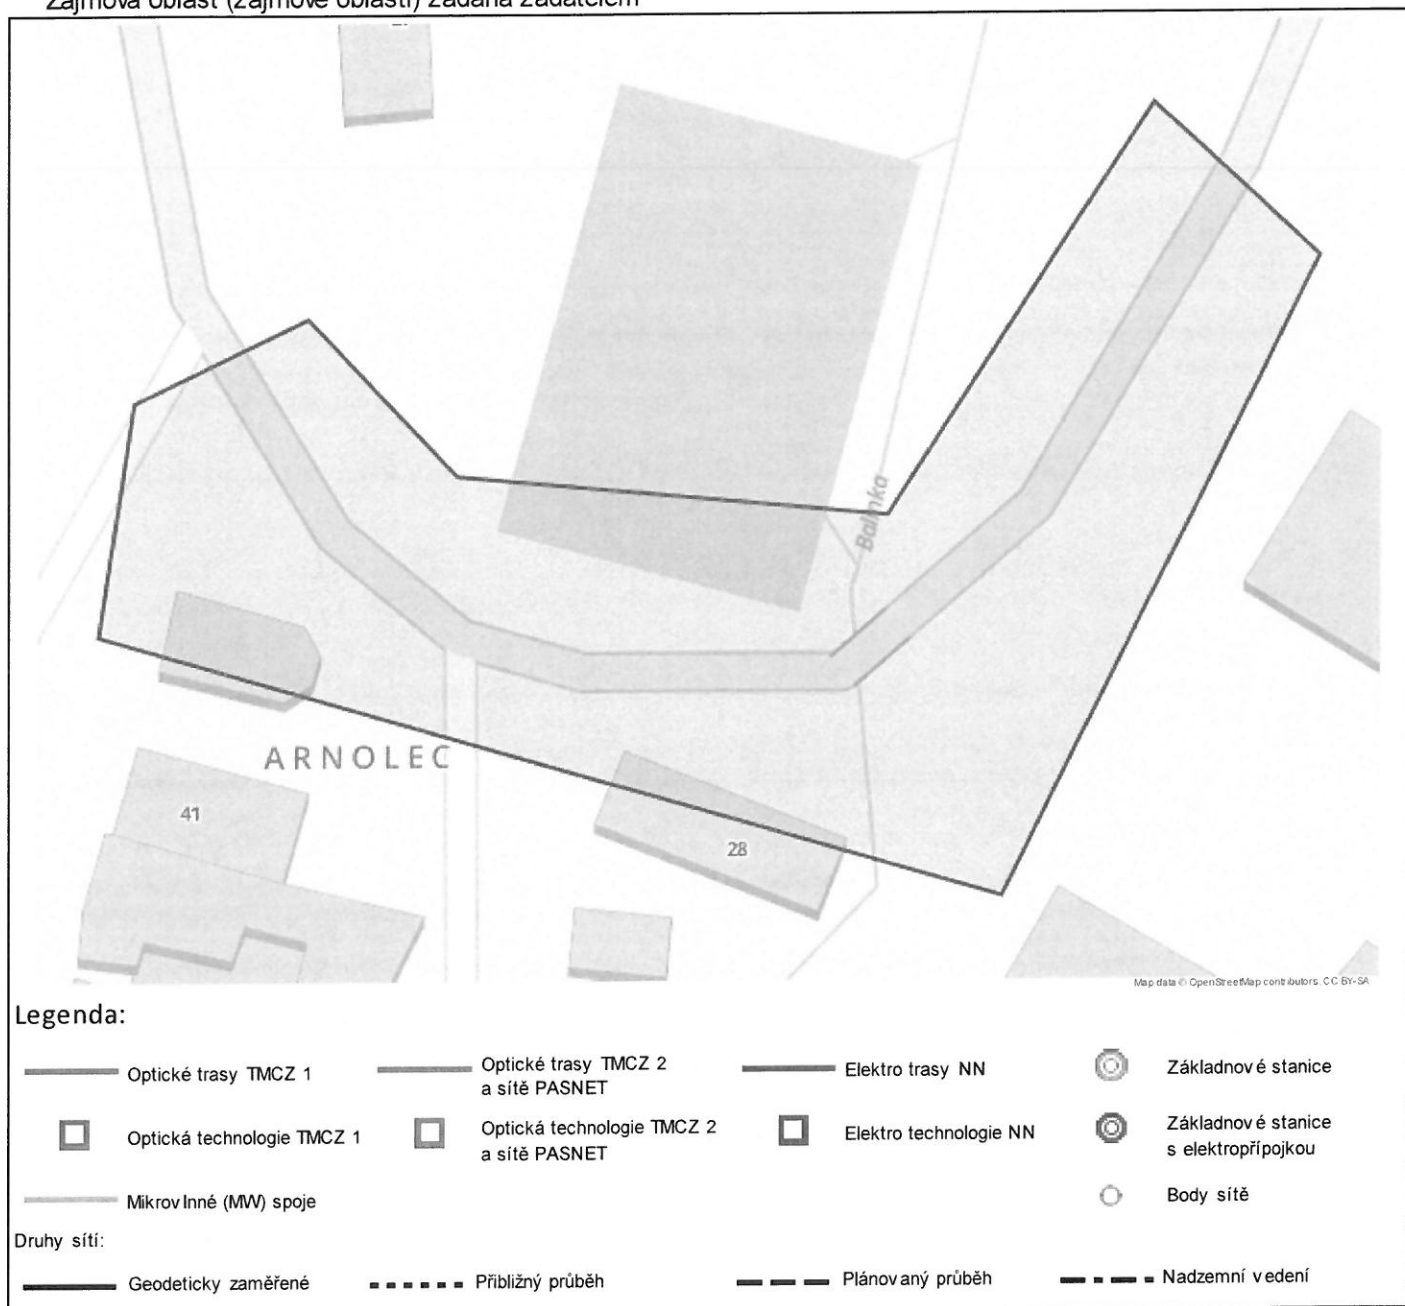 Zájmová oblast (zájmové oblasti) zadaná žadatelem
Balinka
ARNOLEC
41
28
Map data © OpenStreetMap contributors, CC BY-SA
Legenda:
Optické trasy TMCZ 1
Optické trasy TMCZ 2
a sítě PASNET
Elektro trasy NN
Základnové stanice
Optická technologie TMCZ 1
Optická technologie TMCZ 2
a sítě PASNET
Elektro technologie NN
Základnové stanice
s elektropřípojkou
Mikrovlnné (MW) spoje
Body sítě
Druhy sítí:
Geodeticky zaměřené
Přibližný průběh
Plánovaný průběh
Nadzemní vedení